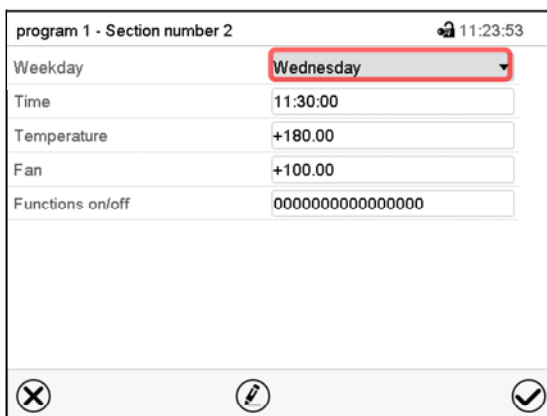 program 1 - Section number 2 11:23:53
Weekday Wednesday
Time 11:30:00
Temperature +180.00
Fan +100.00
Functions on/off 0000000000000000